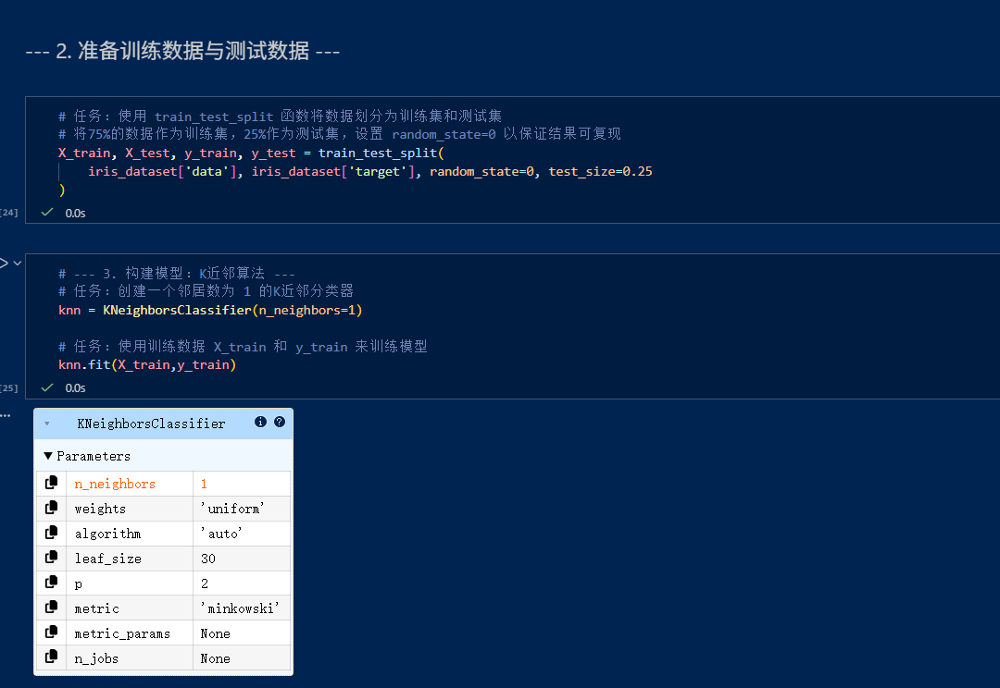 --- 2. 准备训练数据与测试数据 ---
# 任务：使用 train_test_split 函数将数据划分为训练集和测试集
# 将75%的数据作为训练集，25%作为测试集，设置 random_state=0 以保证结果可复现
X_train, X_test, y_train, y_test = train_test_split(
iris_dataset['data'], iris_dataset['target'], random_state=0, test_size=0.25
)
[24] 0.0s
# --- 3. 构建模型：K近邻算法 ---
# 任务：创建一个邻居数为 1 的K近邻分类器
knn = KNeighborsClassifier(n_neighbors=1)
# 任务：使用训练数据 X_train 和 y_train 来训练模型
knn.fit(X_train,y_train)
[25] 0.0s
...
KNeighborsClassifier i ?
Parameters
n_neighbors 1
weights 'uniform'
algorithm 'auto'
leaf_size 30
p 2
metric 'minkowski'
metric_params None
n_jobs None